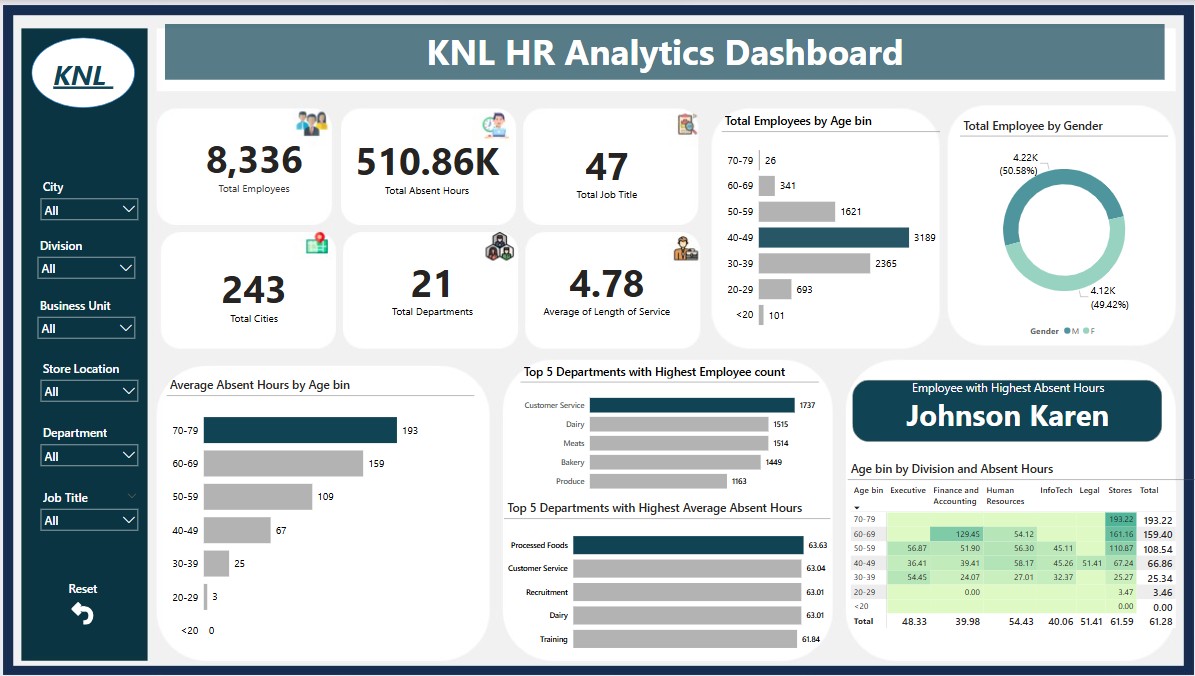 KNL HR Analytics Dashboard
KNL
City
All
Division
All
Business Unit
All
Store Location
All
Department
All
Job Title
All
Reset
8,336
Total Employees
510.86K
Total Absent Hours
47
Total Job Title
243
Total Cities
21
Total Departments
4.78
Average of Length of Service
Total Employees by Age bin
70-79 26
60-69 341
50-59 1621
40-49 3189
30-39 2365
20-29 693
<20 101
Total Employee by Gender
4.22K
(50.58%)
4.12K
(49.42%)
Gender M F
Average Absent Hours by Age bin
70-79 193
60-69 159
50-59 109
40-49 67
30-39 25
20-29 3
<20 0
Top 5 Departments with Highest Employee count
Customer Service 1737
Dairy 1515
Meats 1514
Bakery 1449
Produce 1163
Top 5 Departments with Highest Average Absent Hours
Processed Foods 63.63
Customer Service 63.04
Recruitment 63.01
Dairy 63.01
Training 61.84
Employee with Highest Absent Hours
Johnson Karen
Age bin by Division and Absent Hours
Age bin Executive Finance and Human InfoTech Legal Stores Total
Accounting Resources
70-79 193.22 193.22
60-69 129.45 54.12 161.16 159.40
50-59 56.87 51.90 56.30 45.11 110.87 108.54
40-49 36.41 39.41 58.17 45.26 51.41 67.24 66.86
30-39 54.45 24.07 27.01 32.37 25.27 25.34
20-29 0.00 3.47 3.46
<20 0.00 0.00
Total 48.33 39.98 54.43 40.06 51.41 61.59 61.28